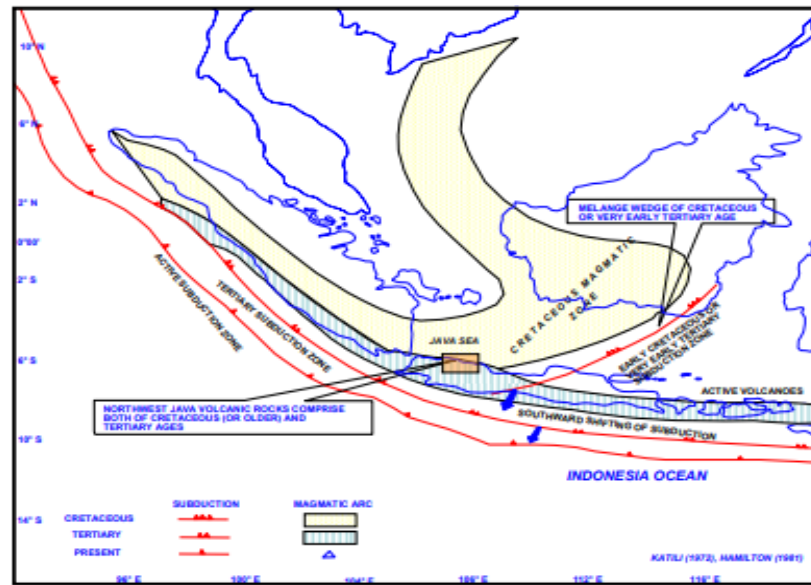 10° N
6° N
2° N
0°00'
2° S
6° S
10° S
14° S
MELANGE WEDGE OF CRETACEOUS
OR VERY EARLY TERTIARY AGE
ACTIVE SUBDUCTION ZONE
TERTIARY SUBDUCTION ZONE
CRETACEOUS MAGMATIC
ZONE
JAVA SEA
EARLY CRETACEOUS OR
VERY EARLY TERTIARY
SUBDUCTION ZONE
ACTIVE VOLCANOES
NORTHWEST JAVA VOLCANIC ROCKS COMPRISE
BOTH OF CRETACEOUS (OR OLDER) AND
TERTIARY AGES
SOUTHWARD SHIFTING OF SUBDUCTION
INDONESIA OCEAN
SUBDUCTION
MAGMATIC ARC
CRETACEOUS
TERTIARY
PRESENT
KATILI (1973), HAMILTON (1981)
96° E
100° E
104° E
108° E
112° E
116° E